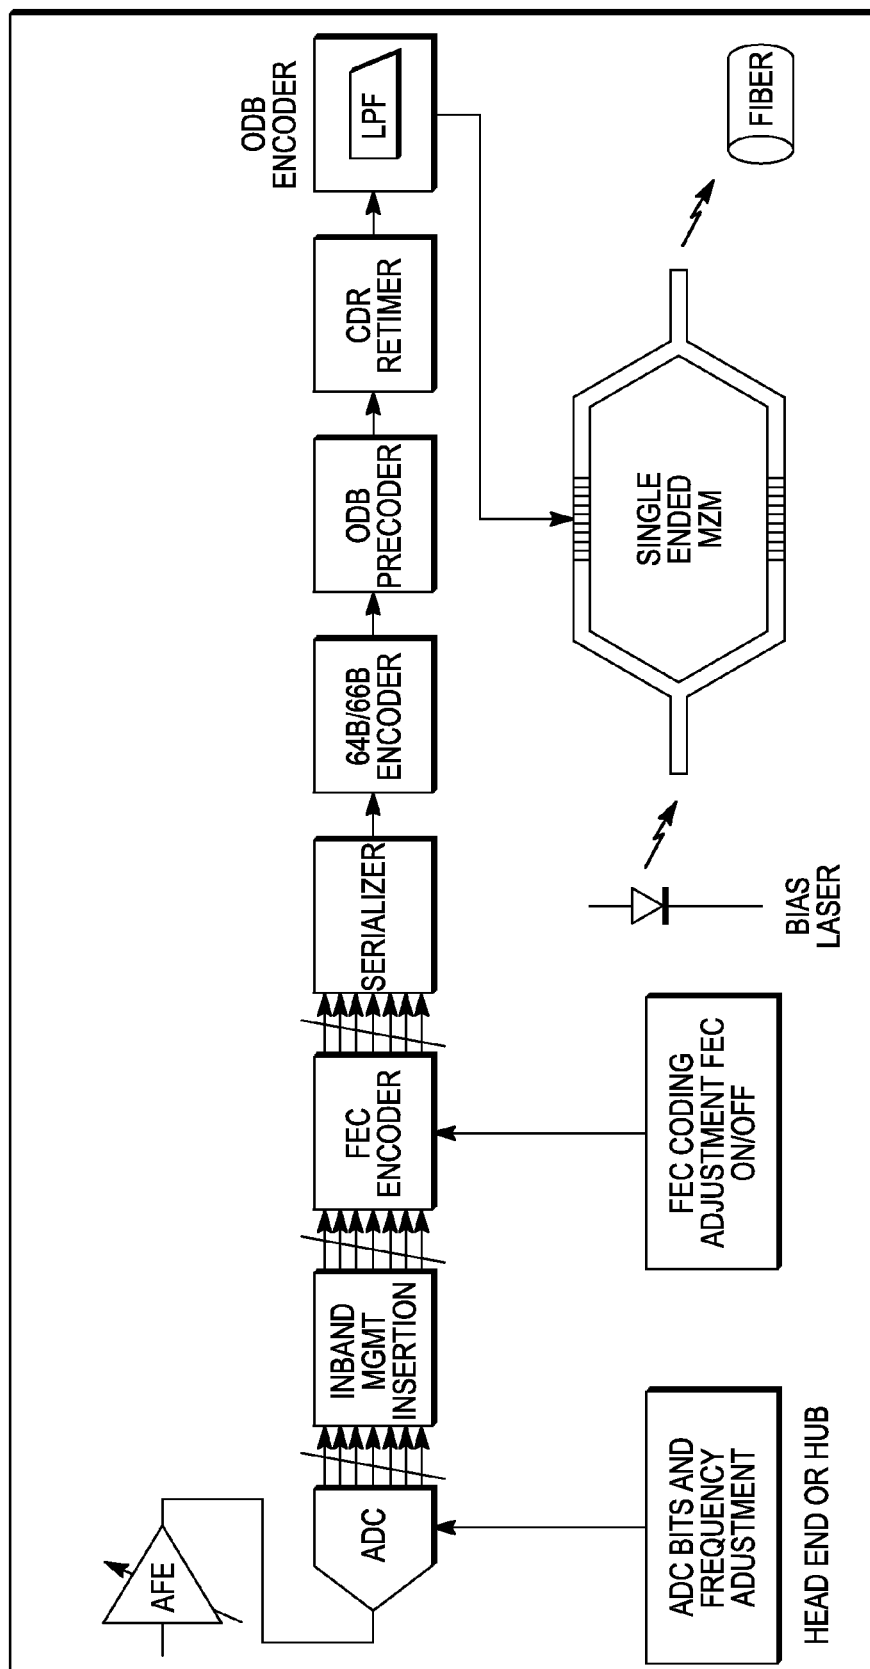 AFE
ADC
INBAND
MGMT
INSERTION
FEC
ENCODER
SERIALIZER
64B/66B
ENCODER
ODB
PRECODER
CDR
RETIMER
ODB
ENCODER
LPF
ADC BITS AND
FREQUENCY
ADUSTMENT
FEC CODING
ADJUSTMENT FEC
ON/OFF
BIAS
LASER
SINGLE
ENDED
MZM
FIBER
HEAD END OR HUB